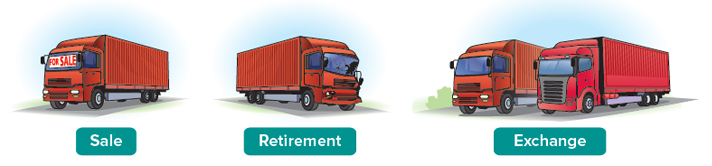 FOR SALE
Sale
Retirement
Exchange